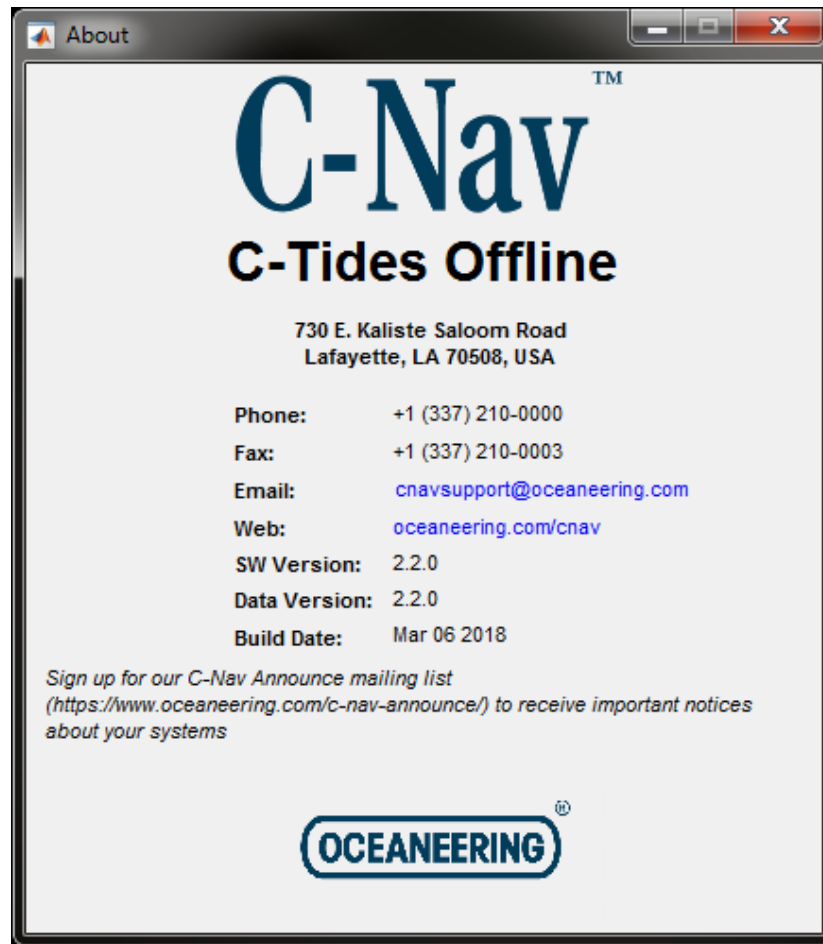 About
C-Nav™
C-Tides Offline
730 E. Kaliste Saloom Road
Lafayette, LA 70508, USA
Phone: +1 (337) 210-0000
Fax: +1 (337) 210-0003
Email: cnavsupport@oceaneering.com
Web: oceaneering.com/cnav
SW Version: 2.2.0
Data Version: 2.2.0
Build Date: Mar 06 2018
Sign up for our C-Nav Announce mailing list
(https://www.oceaneering.com/c-nav-announce/) to receive important notices
about your systems
OCEANEERING®